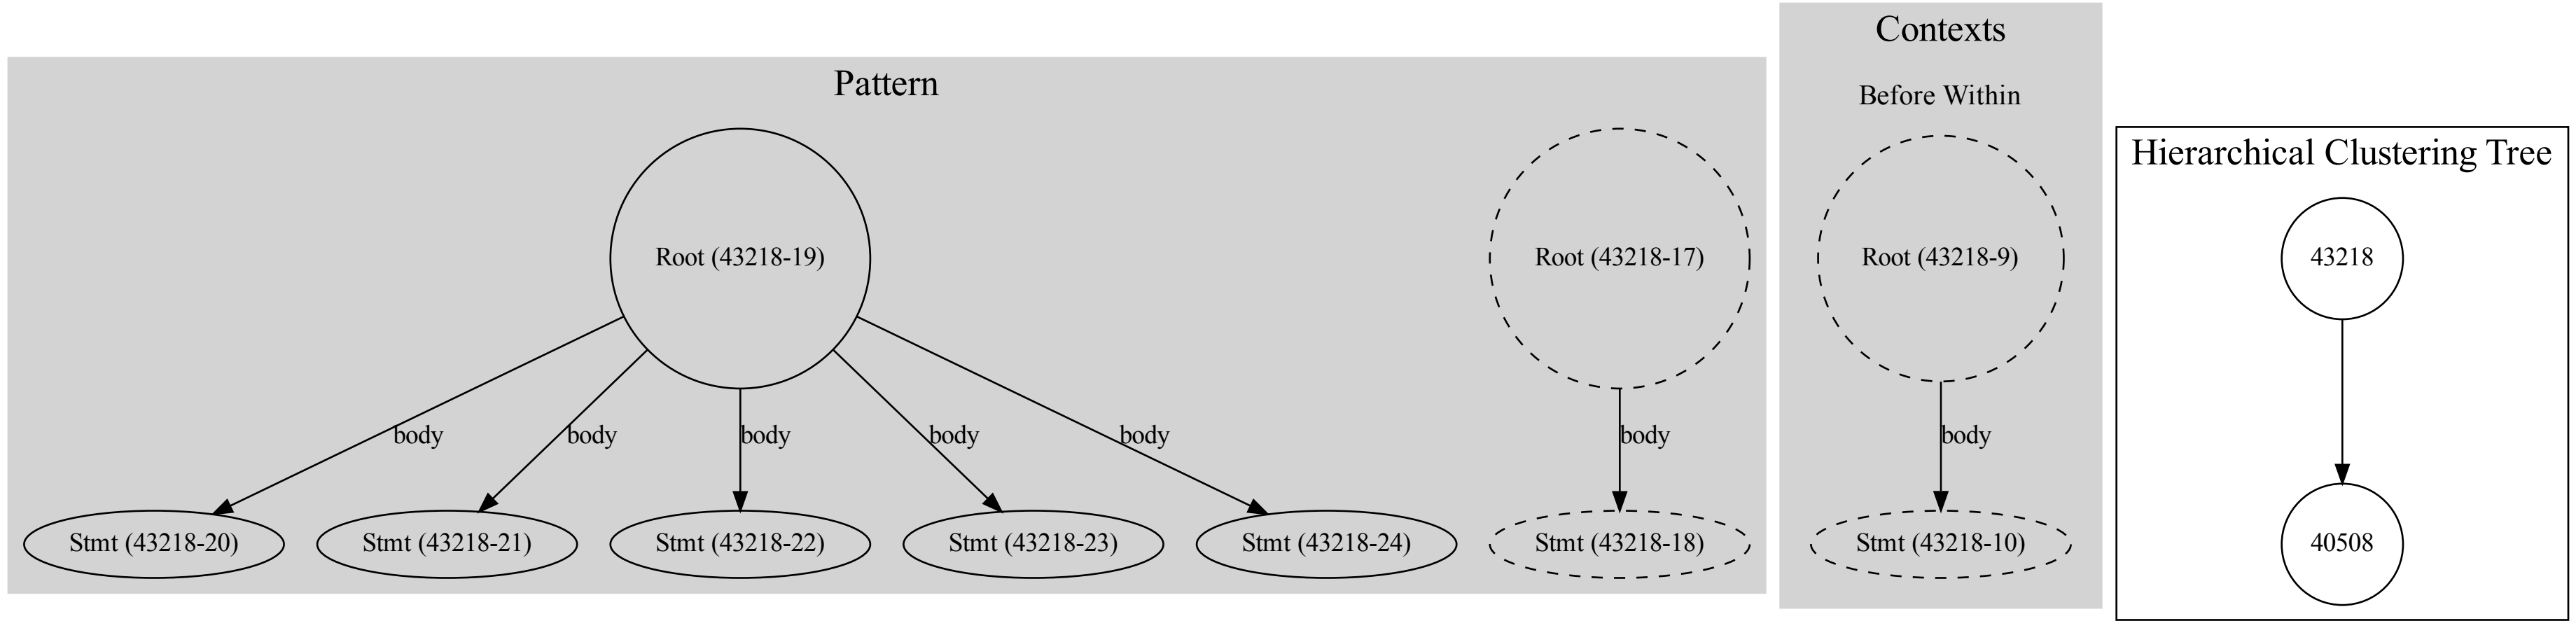 Pattern
Root (43218-19)
Root (43218-17)
body
body
body
body
body
body
Stmt (43218-20)
Stmt (43218-21)
Stmt (43218-22)
Stmt (43218-23)
Stmt (43218-24)
Stmt (43218-18)
Contexts
Before Within
Root (43218-9)
body
Stmt (43218-10)
Hierarchical Clustering Tree
43218
40508